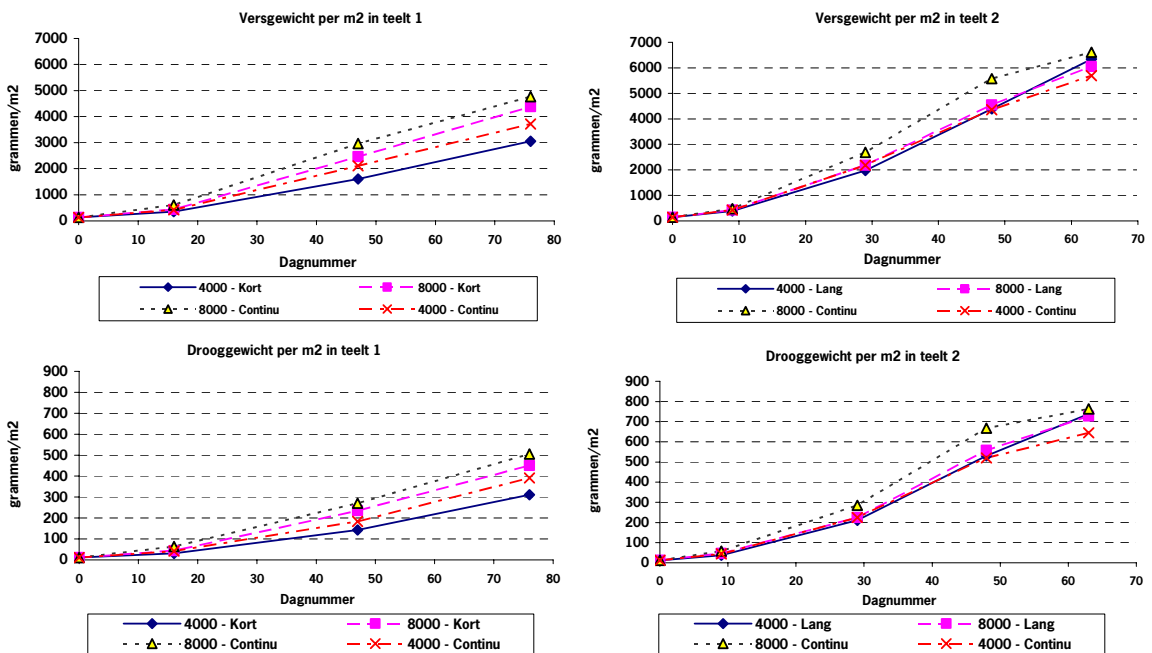 Versgewicht per m2 in teelt 1
7000
6000
5000
4000
3000
2000
1000
0
grammen/m2
0 10 20 30 40 50 60 70 80
Dagnummer
4000 - Kort
8000 - Kort
8000 - Continu
4000 - Continu
Versgewicht per m2 in teelt 2
7000
6000
5000
4000
3000
2000
1000
0
grammen/m2
0 10 20 30 40 50 60 70
Dagnummer
4000 - Lang
8000 - Lang
8000 - Continu
4000 - Continu
Drooggewicht per m2 in teelt 1
900
800
700
600
500
400
300
200
100
0
grammen/m2
0 10 20 30 40 50 60 70 80
Dagnummer
4000 - Kort
8000 - Kort
8000 - Continu
4000 - Continu
Drooggewicht per m2 in teelt 2
900
800
700
600
500
400
300
200
100
0
grammen/m2
0 10 20 30 40 50 60 70
Dagnummer
4000 - Lang
8000 - Lang
8000 - Continu
4000 - Continu